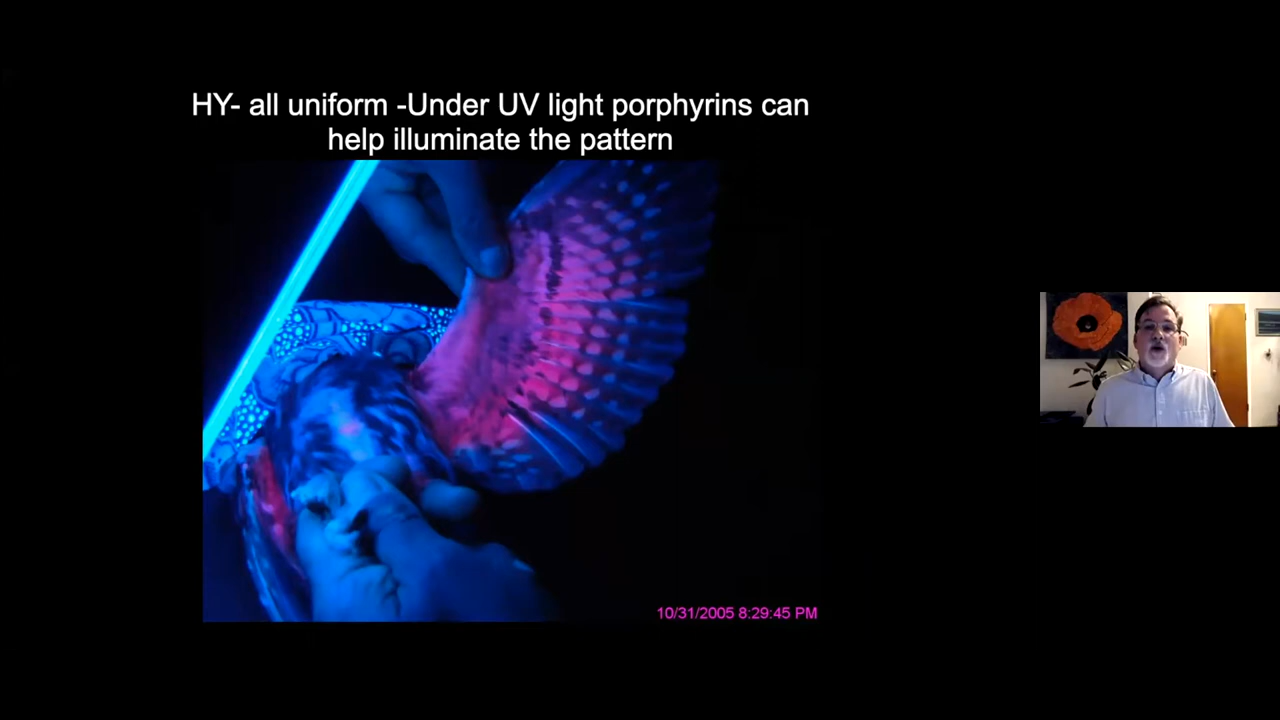 HY- all uniform -Under UV light porphyrins can
help illuminate the pattern
10/31/2005 8:29:45 PM